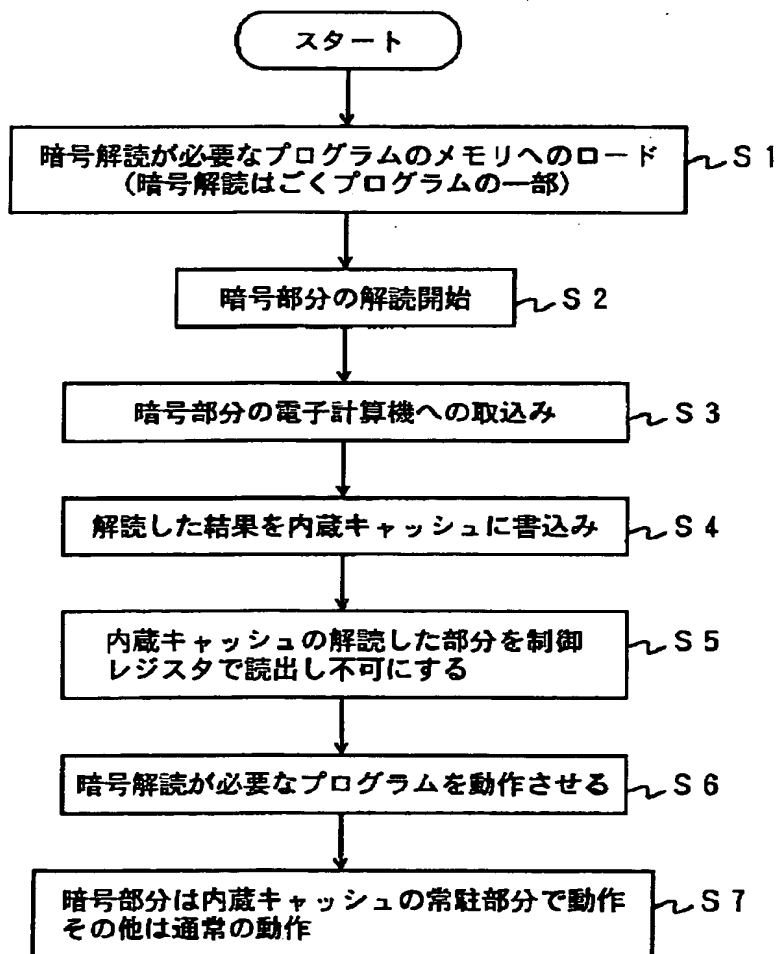 スタート
暗号解読が必要なプログラムのメモリへのロード
(暗号解読はごくプログラムの一部)
S1
暗号部分の解読開始
S2
暗号部分の電子計算機への取込み
S3
解読した結果を内蔵キャッシュに書込み
S4
内蔵キャッシュの解読した部分を制御
レジスタで読出し不可にする
S5
暗号解読が必要なプログラムを動作させる
S6
暗号部分は内蔵キャッシュの常駐部分で動作
その他は通常の動作
S7